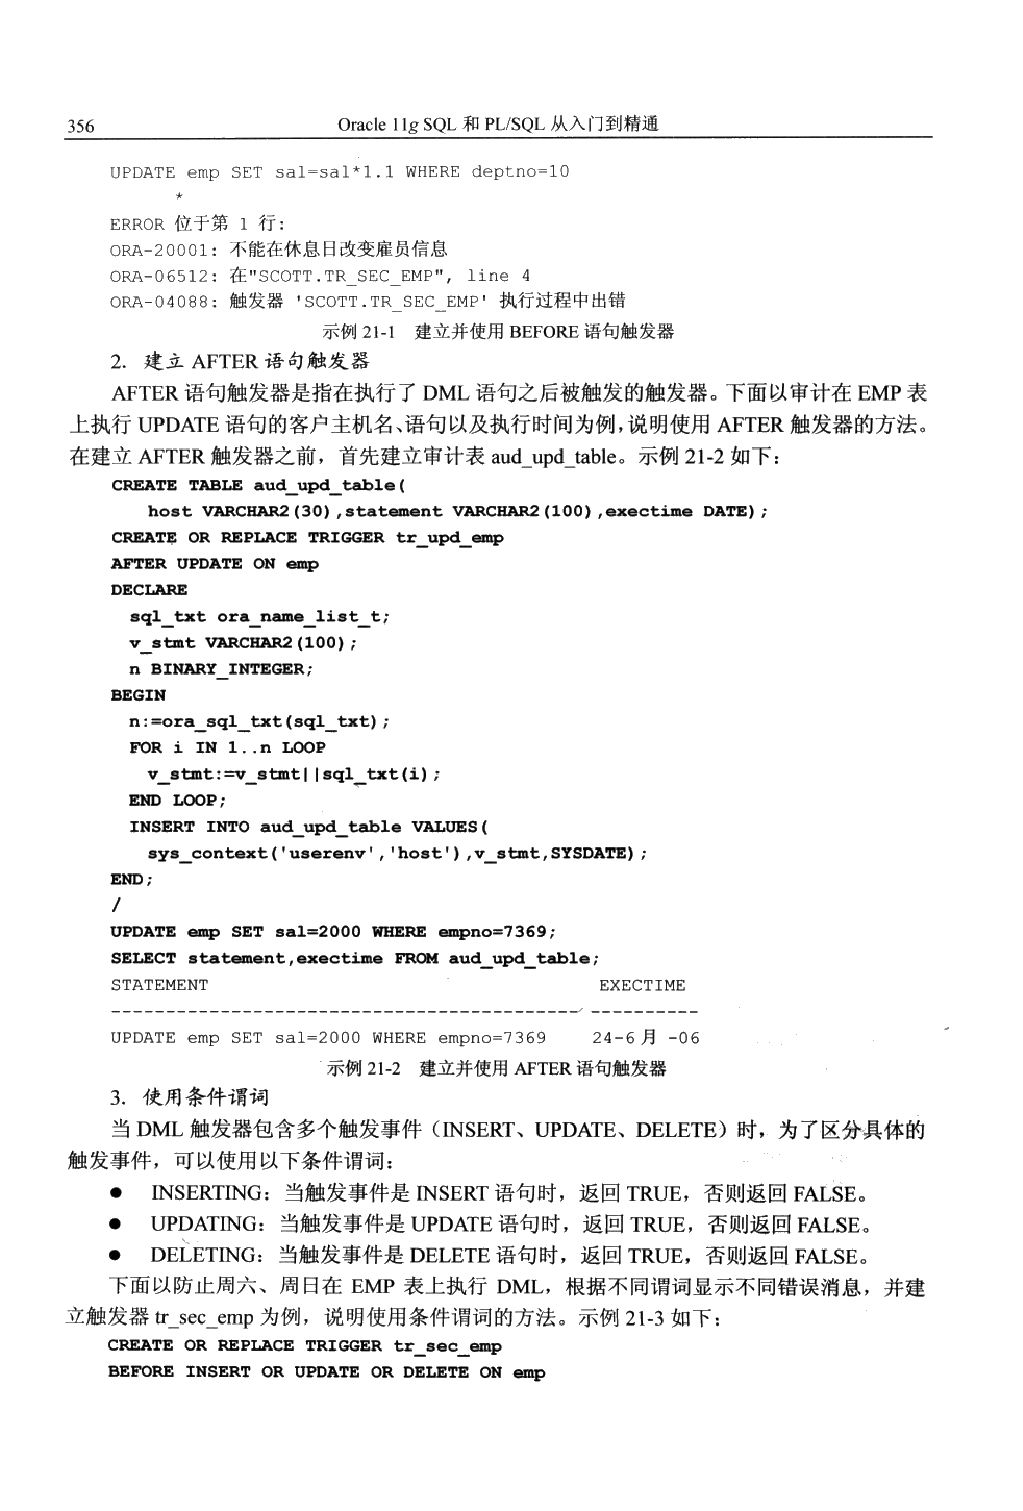 356
Oracle 11g SQL 和 PL/SQL 从入门到精通
UPDATE emp SET sal=sal*1.1 WHERE deptno=10
*
ERROR 位于第 1 行:
ORA-20001: 不能在休息日改变雇员信息
ORA-06512: 在"SCOTT.TR_SEC_EMP", line 4
ORA-04088: 触发器 'SCOTT.TR_SEC_EMP' 执行过程中出错
示例 21-1 建立并使用 BEFORE 语句触发器
2. 建立 AFTER 语句触发器
AFTER 语句触发器是指在执行了 DML 语句之后被触发的触发器。下面以审计在 EMP 表
上执行 UPDATE 语句的客户主机名、语句以及执行时间为例,说明使用 AFTER 触发器的方法。
在建立 AFTER 触发器之前，首先建立审计表 aud_upd_table。示例 21-2 如下：
CREATE TABLE aud_upd_table(
host VARCHAR2(30),statement VARCHAR2(100),exectime DATE);
CREATE OR REPLACE TRIGGER tr_upd_emp
AFTER UPDATE ON emp
DECLARE
sql_txt ora_name_list_t;
v_stmt VARCHAR2(100);
n BINARY_INTEGER;
BEGIN
n:=ora_sql_txt(sql_txt);
FOR i IN 1..n LOOP
v_stmt:=v_stmt||sql_txt(i);
END LOOP;
INSERT INTO aud_upd_table VALUES(
sys_context('userenv','host'),v_stmt,SYSDATE);
END;
/
UPDATE emp SET sal=2000 WHERE empno=7369;
SELECT statement,exectime FROM aud_upd_table;
STATEMENT EXECTIME
------------------------------------------- ----------
UPDATE emp SET sal=2000 WHERE empno=7369 24-6月 -06
示例 21-2 建立并使用 AFTER 语句触发器
3. 使用条件谓词
当 DML 触发器包含多个触发事件（INSERT、UPDATE、DELETE）时，为了区分具体的
触发事件，可以使用以下条件谓词：
● INSERTING：当触发事件是 INSERT 语句时，返回 TRUE，否则返回 FALSE。
● UPDATING：当触发事件是 UPDATE 语句时，返回 TRUE，否则返回 FALSE。
● DELETING：当触发事件是 DELETE 语句时，返回 TRUE，否则返回 FALSE。
下面以防止周六、周日在 EMP 表上执行 DML，根据不同谓词显示不同错误消息，并建
立触发器 tr_sec_emp 为例，说明使用条件谓词的方法。示例 21-3 如下：
CREATE OR REPLACE TRIGGER tr_sec_emp
BEFORE INSERT OR UPDATE OR DELETE ON emp